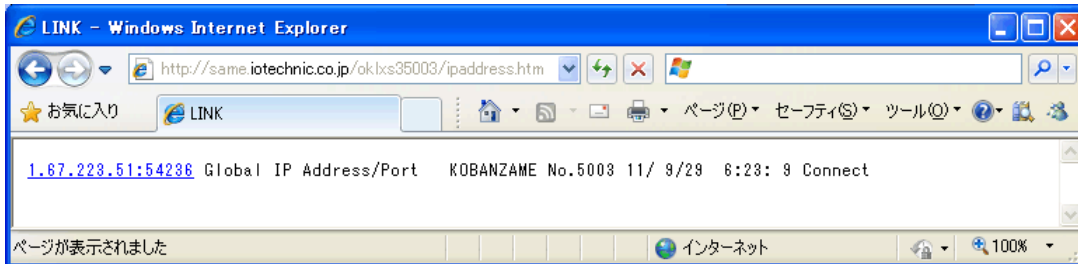 LINK - Windows Internet Explorer
http://same.iotechnic.co.jp/oklxs35003/ipaddress.htm
お気に入り LINK ページ(P) セーフティ(S) ツール(O)
1.67.223.51:54236 Global IP Address/Port KOBANZAME No.5003 11/ 9/29 6:23: 9 Connect
ページが表示されました インターネット 100%